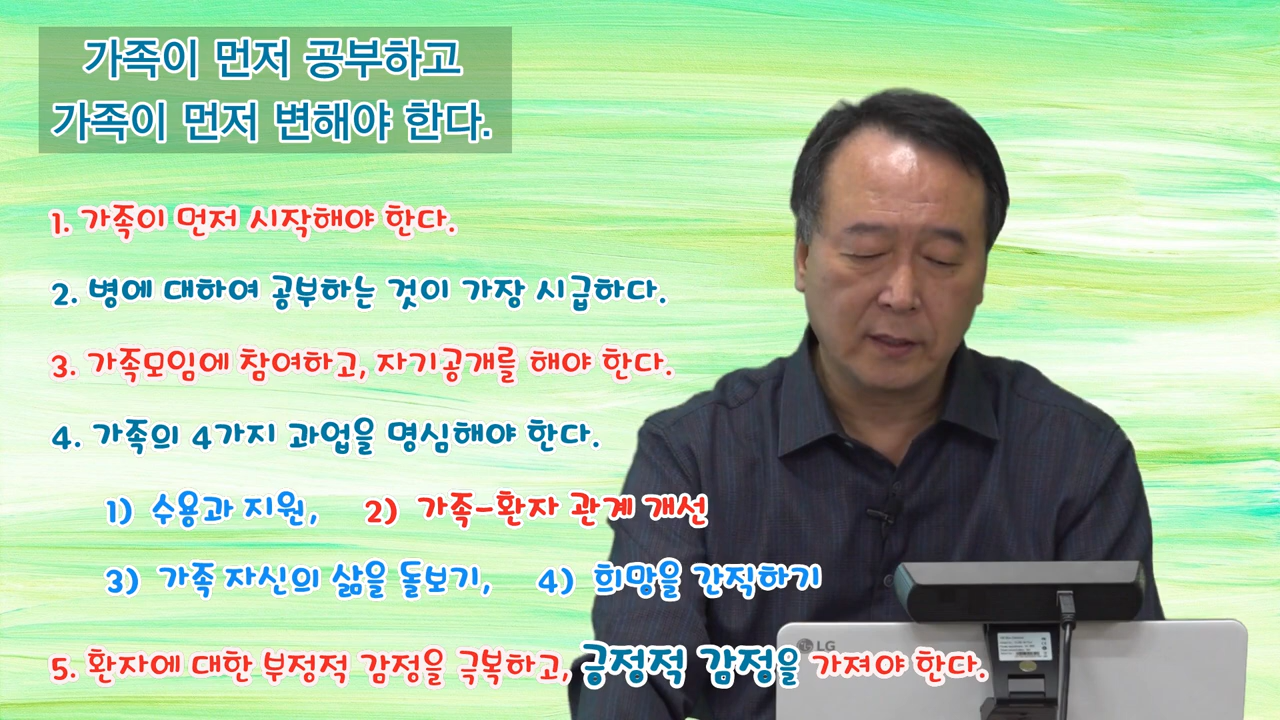 가족이 먼저 공부하고
가족이 먼저 변해야 한다.
1. 가족이 먼저 시작해야 한다.
2. 병에 대하여 공부하는 것이 가장 시급하다.
3. 가족모임에 참여하고, 자기공개를 해야 한다.
4. 가족의 4가지 과업을 명심해야 한다.
1) 수용과 지원, 2) 가족-환자 관계 개선
3) 가족 자신의 삶을 돌보기, 4) 희망을 간직하기
LG
5. 환자에 대한 부정적 감정을 극복하고, 긍정적 감정을 가져야 한다.